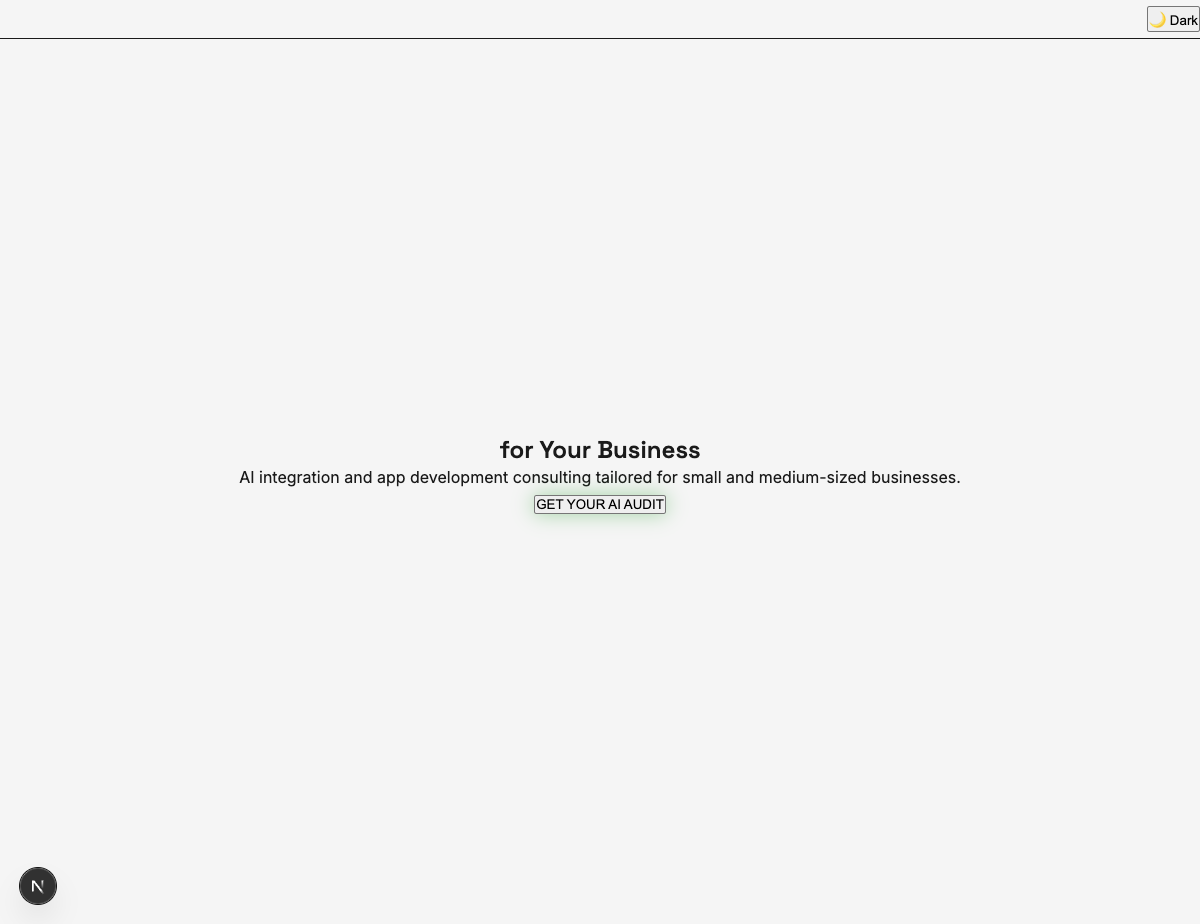 🌙 Dark
for Your Business
AI integration and app development consulting tailored for small and medium-sized businesses.
GET YOUR AI AUDIT
N